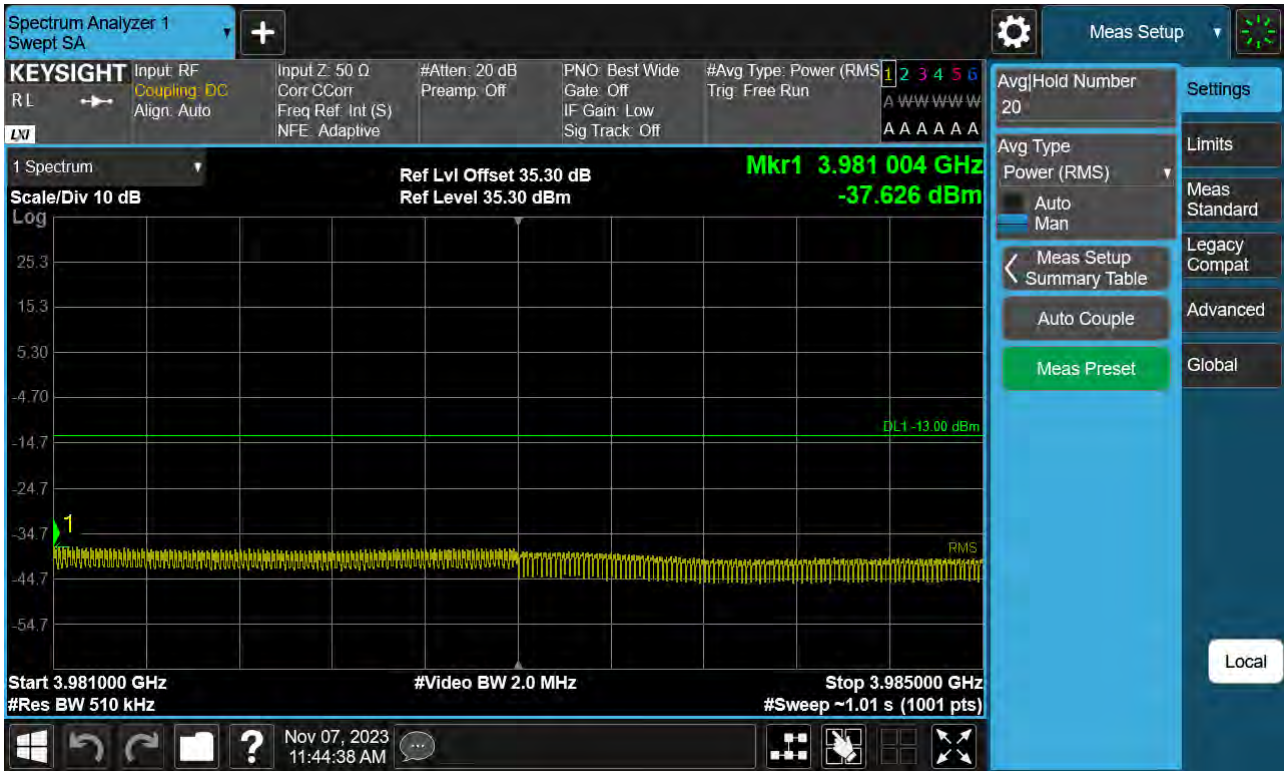 Spectrum Analyzer 1
Swept SA
+
Meas Setup
KEYSIGHT
RL
LXI
Input: RF
Coupling: DC
Align: Auto
Input Z: 50 Ω
Corr CCorr
Freq Ref: Int (S)
NFE: Adaptive
#Atten: 20 dB
Preamp: Off
PNO: Best Wide
Gate: Off
IF Gain: Low
Sig Track: Off
#Avg Type: Power (RMS
Trig: Free Run
1 2 3 4 5 6
A W W W W W
A A A A A A
Avg|Hold Number
20
Avg Type
Power (RMS)
Auto
Man
Meas Setup
Summary Table
Auto Couple
Meas Preset
Settings
Limits
Meas
Standard
Legacy
Compat
Advanced
Global
Local
1 Spectrum
Scale/Div 10 dB
Log
Ref Lvl Offset 35.30 dB
Ref Level 35.30 dBm
Mkr1 3.981 004 GHz
-37.626 dBm
25.3
15.3
5.30
-4.70
DL1 -13.00 dBm
-14.7
-24.7
1
-34.7
RMS
-44.7
-54.7
Start 3.981000 GHz
#Video BW 2.0 MHz
Stop 3.985000 GHz
#Res BW 510 kHz
#Sweep ~1.01 s (1001 pts)
?
Nov 07, 2023
11:44:38 AM